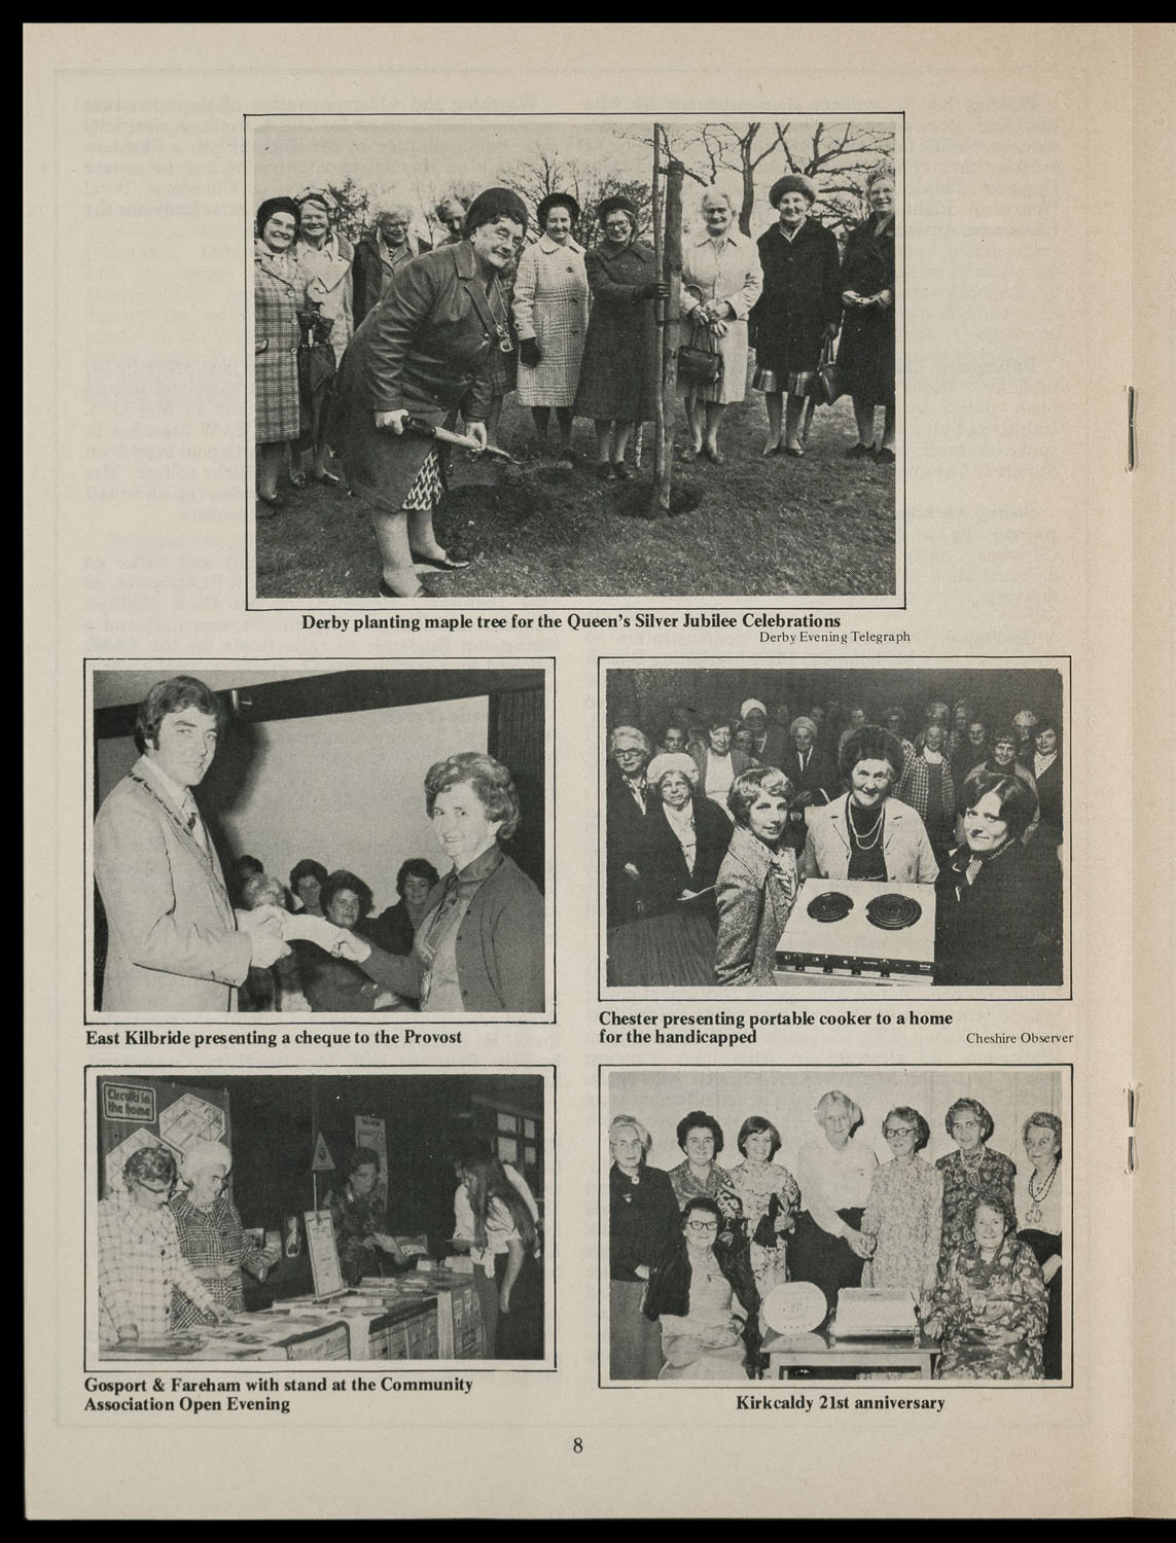 Derby planting maple tree for the Queen's Silver Jubilee Celebrations
Derby Evening Telegraph
East Kilbride presenting a cheque to the Provost
Chester presenting portable cooker to a home
for the handicapped
Cheshire Observer
Circuits in
the home
Gosport & Fareham with stand at the Community
Association Open Evening
Kirkcaldy 21st anniversary
8